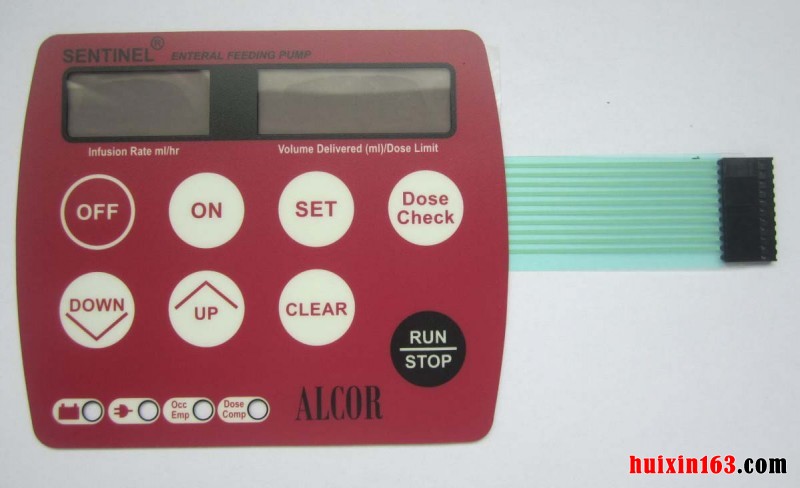 SENTINEL® ENTERAL FEEDING PUMP
Infusion Rate ml/hr
Volume Delivered (ml)/Dose Limit
OFF
ON
SET
Dose
Check
DOWN
UP
CLEAR
RUN
STOP
Occ
Emp
Dose
Comp
ALCOR
huixin163.com